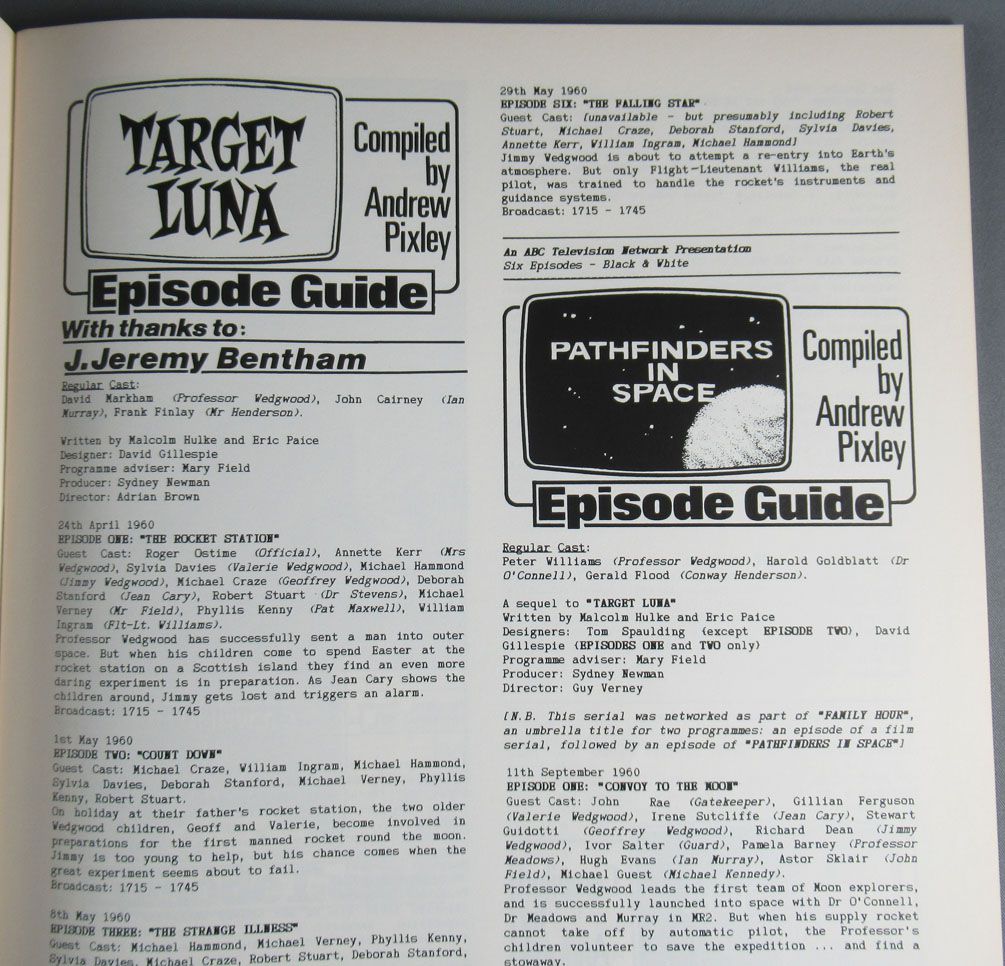 TARGET
LUNA
Compiled
by
Andrew
Pixley
Episode Guide
With thanks to:
J.Jeremy Bentham
Regular Cast:
David Markham (Professor Wedgwood), John Cairney (Ian
Murray), Frank Finlay (Mr Henderson).
Written by Malcolm Hulke and Eric Paice
Designer: David Gillespie
Programme adviser: Mary Field
Producer: Sydney Newman
Director: Adrian Brown
24th April 1960
EPISODE ONE: "THE ROCKET STATION"
Guest Cast: Roger Ostime (Official), Annette Kerr (Mrs
Wedgwood), Sylvia Davies (Valerie Wedgwood), Michael Hammond
(Jimmy Wedgwood), Michael Craze (Geoffrey Wedgwood), Deborah
Stanford (Jean Cary), Robert Stuart (Dr Stevens), Michael
Verney (Mr Field), Phyllis Kenny (Pat Maxwell), William
Ingram (Flt-Lt. Williams).
Professor Wedgwood has successfully sent a man into outer
space. But when his children come to spend Easter at the
rocket station on a Scottish island they find an even more
daring experiment is in preparation. As Jean Cary shows the
children around, Jimmy gets lost and triggers an alarm.
Broadcast: 1715 - 1745
1st May 1960
EPISODE TWO: "COUNT DOWN"
Guest Cast: Michael Craze, William Ingram, Michael Hammond,
Sylvia Davies, Deborah Stanford, Michael Verney, Phyllis
Kenny, Robert Stuart.
On holiday at their father's rocket station, the two older
Wedgwood children, Geoff and Valerie, become involved in
preparations for the first manned rocket round the moon.
Jimmy is too young to help, but his chance comes when the
great experiment seems about to fail.
Broadcast: 1715 - 1745
8th May 1960
EPISODE THREE: "THE STRANGE ILLNESS"
Guest Cast: Michael Hammond, Michael Verney, Phyllis Kenny,
Sylvia Davies, Michael Craze, Robert Stuart, Deborah Stanford,
29th May 1960
EPISODE SIX: "THE FALLING STAR"
Guest Cast: [unavailable - but presumably including Robert
Stuart, Michael Craze, Deborah Stanford, Sylvia Davies,
Annette Kerr, William Ingram, Michael Hammond]
Jimmy Wedgwood is about to attempt a re-entry into Earth's
atmosphere. But only Flight-Lieutenant Williams, the real
pilot, was trained to handle the rocket's instruments and
guidance systems.
Broadcast: 1715 - 1745
An ABC Television Network Presentation
Six Episodes - Black & White
PATHFINDERS
IN
SPACE
Compiled
by
Andrew
Pixley
Episode Guide
Regular Cast:
Peter Williams (Professor Wedgwood), Harold Goldblatt (Dr
O'Connell), Gerald Flood (Conway Henderson).
A sequel to "TARGET LUNA"
Written by Malcolm Hulke and Eric Paice
Designers: Tom Spaulding (except EPISODE TWO), David
Gillespie (EPISODES ONE and TWO only)
Programme adviser: Mary Field
Producer: Sydney Newman
Director: Guy Verney
[N.B. This serial was networked as part of "FAMILY HOUR",
an umbrella title for two programmes: an episode of a film
serial, followed by an episode of "PATHFINDERS IN SPACE"]
11th September 1960
EPISODE ONE: "CONVOY TO THE MOON"
Guest Cast: John Rae (Gatekeeper), Gillian Ferguson
(Valerie Wedgwood), Irene Sutcliffe (Jean Cary), Stewart
Guidotti (Geoffrey Wedgwood), Richard Dean (Jimmy
Wedgwood), Ivor Salter (Guard), Pamela Barney (Professor
Meadows), Hugh Evans (Ian Murray), Astor Sklair (John
Field), Michael Guest (Michael Kennedy).
Professor Wedgwood leads the first team of Moon explorers,
and is successfully launched into space with Dr O'Connell,
Dr Meadows and Murray in MR2. But when his supply rocket
cannot take off by automatic pilot, the Professor's
children volunteer to save the expedition ... and find a
stowaway.